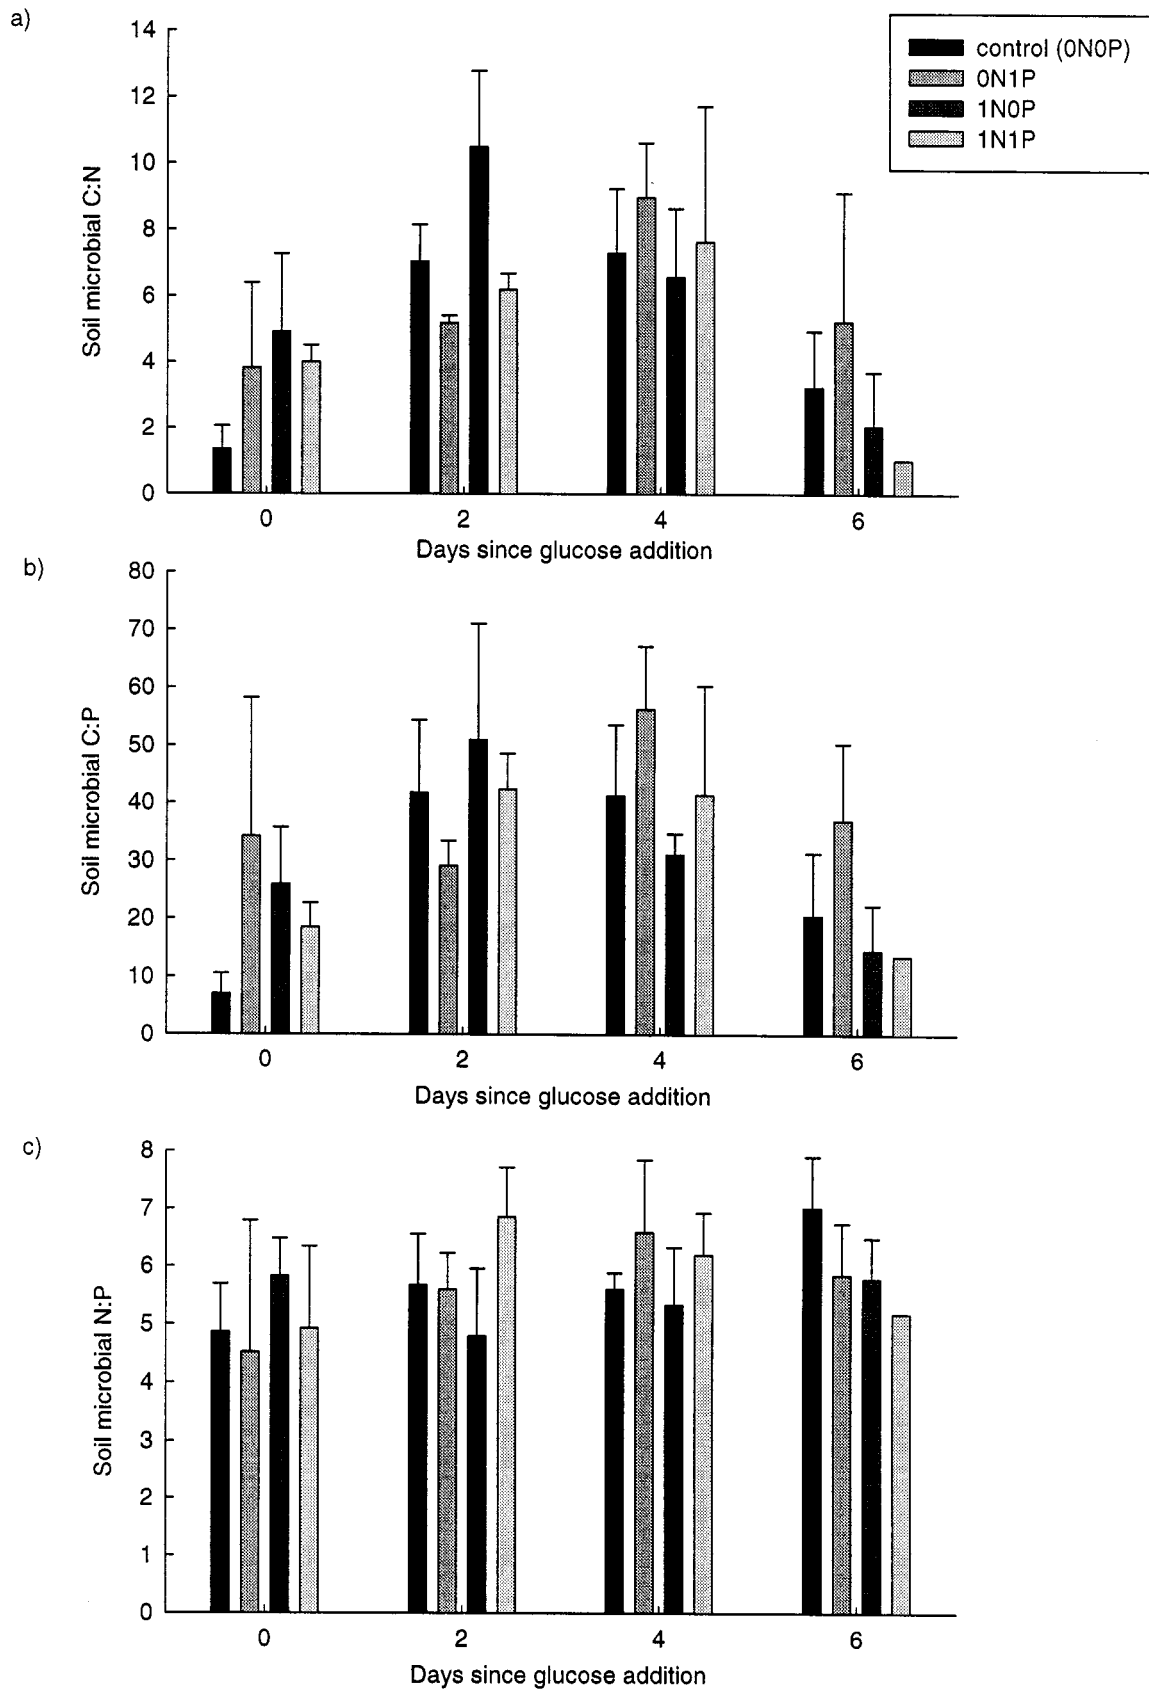 a)
control (0N0P)
0N1P
1N0P
1N1P
14
12
10
8
6
4
2
0
Soil microbial C:N
0 2 4 6
Days since glucose addition
b)
80
70
60
50
40
30
20
10
0
Soil microbial C:P
0 2 4 6
Days since glucose addition
c)
8
7
6
5
4
3
2
1
0
Soil microbial N:P
0 2 4 6
Days since glucose addition